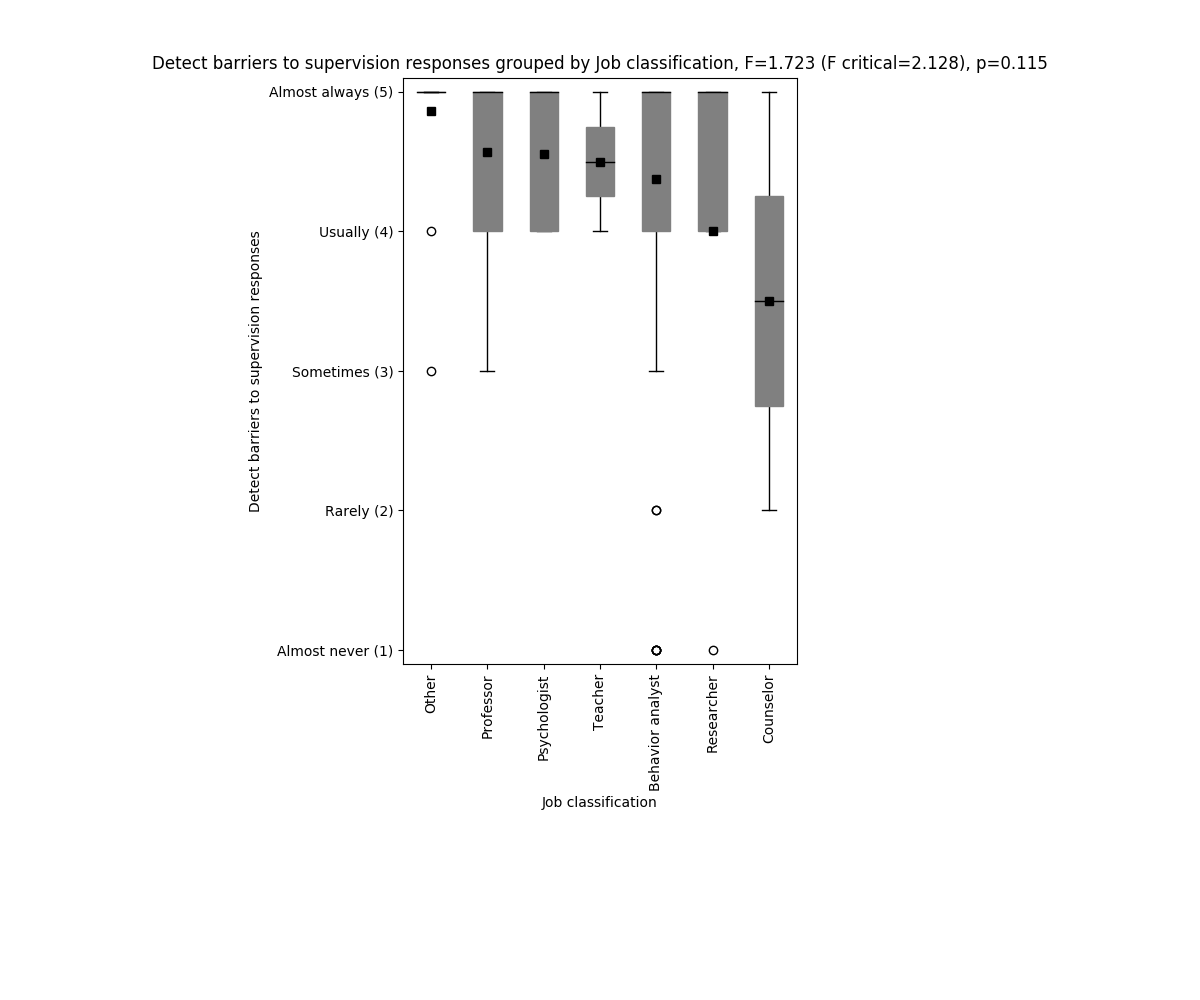 Detect barriers to supervision responses grouped by Job classification, F=1.723 (F critical=2.128), p=0.115
Almost always (5)
Usually (4)
Sometimes (3)
Rarely (2)
Almost never (1)
Detect barriers to supervision responses
Other
Professor
Psychologist
Teacher
Behavior analyst
Researcher
Counselor
Job classification